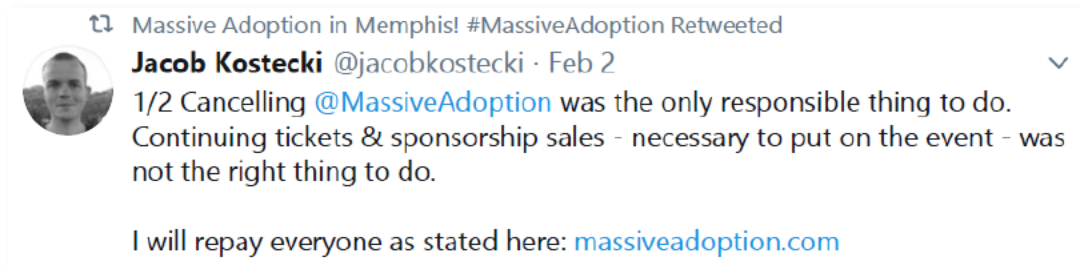 Massive Adoption in Memphis! #MassiveAdoption Retweeted
Jacob Kostecki @jacobkostecki · Feb 2
1/2 Cancelling @MassiveAdoption was the only responsible thing to do.
Continuing tickets & sponsorship sales - necessary to put on the event - was
not the right thing to do.
I will repay everyone as stated here: massiveadoption.com